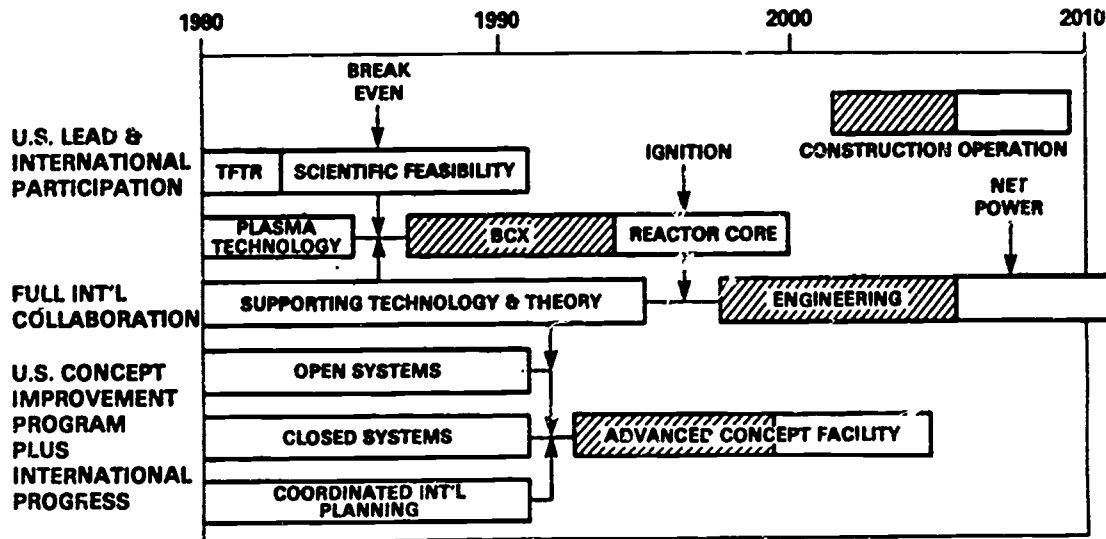 1980 1990 2000 2010
BREAK
EVEN
U.S. LEAD &
INTERNATIONAL
PARTICIPATION
TFTR SCIENTIFIC FEASIBILITY
IGNITION
CONSTRUCTION OPERATION
NET
POWER
PLASMA
TECHNOLOGY
BCX REACTOR CORE
FULL INT'L
COLLABORATION
SUPPORTING TECHNOLOGY & THEORY
ENGINEERING
U.S. CONCEPT
IMPROVEMENT
PROGRAM
PLUS
INTERNATIONAL
PROGRESS
OPEN SYSTEMS
CLOSED SYSTEMS
ADVANCED CONCEPT FACILITY
COORDINATED INT'L
PLANNING